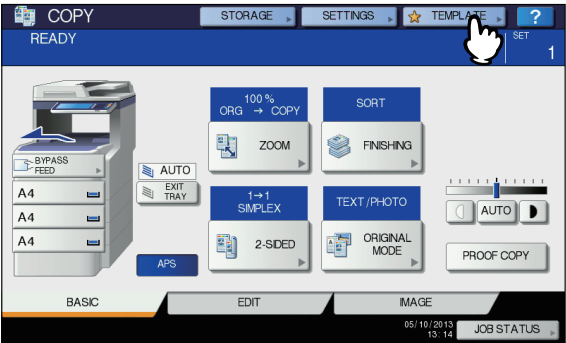 COPY
STORAGE
SETTINGS
TEMPLATE
?
READY
SET
1
100 %
ORG → COPY
ZOOM
SORT
FINISHING
BYPASS
FEED
AUTO
EXIT
TRAY
A4
A4
A4
APS
1→1
SIMPLEX
2-SIDED
TEXT/PHOTO
ORIGINAL
MODE
AUTO
PROOF COPY
BASIC
EDIT
IMAGE
05/10/2013
13:14
JOB STATUS